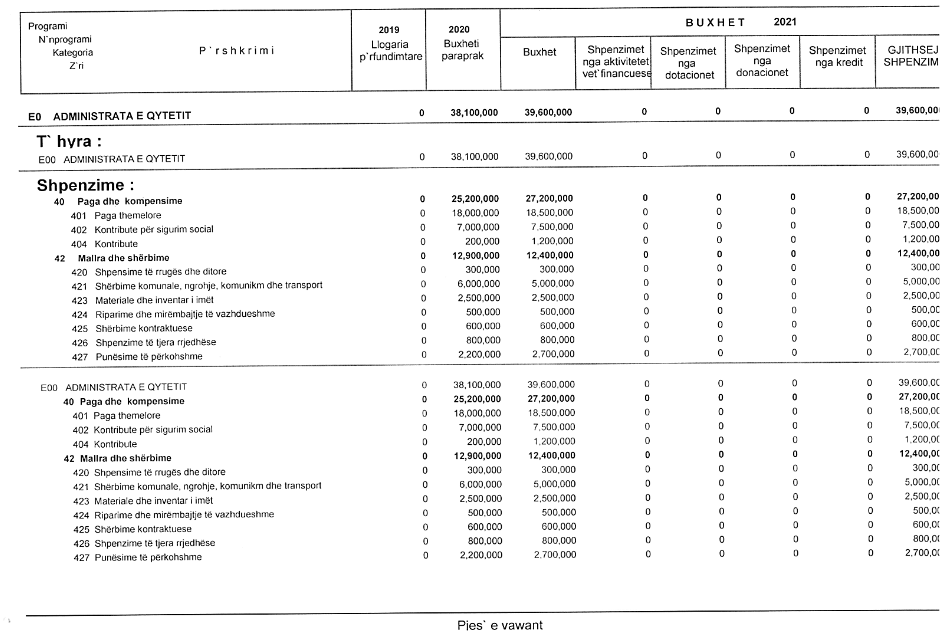 Programi
N`nprogrami
Kategoria
Z`ri
P`rshkrimi
2019
Llogaria
p`rfundimtare
2020
Buxheti
paraprak
BUXHET 2021
Buxhet
Shpenzimet
nga aktivitetet
vet`financuese
Shpenzimet
nga
dotacionet
Shpenzimet
nga
donacionet
Shpenzimet
nga kredit
GJITHSEJ
SHPENZIM
E0 ADMINISTRATA E QYTETIT 0 38,100,000 39,600,000 0 0 0 0 39,600,00
T` hyra :
E00 ADMINISTRATA E QYTETIT 0 38,100,000 39,600,000 0 0 0 0 39,600,00
Shpenzime :
40 Paga dhe kompensime 0 25,200,000 27,200,000 0 0 0 0 27,200,00
401 Paga themelore 0 18,000,000 18,500,000 0 0 0 0 18,500,00
402 Kontribute për sigurim social 0 7,000,000 7,500,000 0 0 0 0 7,500,00
404 Kontribute 0 200,000 1,200,000 0 0 0 0 1,200,00
42 Mallra dhe shërbime 0 12,900,000 12,400,000 0 0 0 0 12,400,00
420 Shpensime të rrugës dhe ditore 0 300,000 300,000 0 0 0 0 300,00
421 Shërbime komunale, ngrohje, komunikm dhe transport 0 6,000,000 5,000,000 0 0 0 0 5,000,00
423 Materiale dhe inventar i imët 0 2,500,000 2,500,000 0 0 0 0 2,500,00
424 Riparime dhe mirëmbajtje të vazhdueshme 0 500,000 500,000 0 0 0 0 500,00
425 Shërbime kontraktuese 0 600,000 600,000 0 0 0 0 600,00
426 Shpenzime të tjera rrjedhëse 0 800,000 800,000 0 0 0 0 800,00
427 Punësime të përkohshme 0 2,200,000 2,700,000 0 0 0 0 2,700,00
E00 ADMINISTRATA E QYTETIT 0 38,100,000 39,600,000 0 0 0 0 39,600,00
40 Paga dhe kompensime 0 25,200,000 27,200,000 0 0 0 0 27,200,00
401 Paga themelore 0 18,000,000 18,500,000 0 0 0 0 18,500,00
402 Kontribute për sigurim social 0 7,000,000 7,500,000 0 0 0 0 7,500,00
404 Kontribute 0 200,000 1,200,000 0 0 0 0 1,200,00
42 Mallra dhe shërbime 0 12,900,000 12,400,000 0 0 0 0 12,400,00
420 Shpensime të rrugës dhe ditore 0 300,000 300,000 0 0 0 0 300,00
421 Shërbime komunale, ngrohje, komunikm dhe transport 0 6,000,000 5,000,000 0 0 0 0 5,000,00
423 Materiale dhe inventar i imët 0 2,500,000 2,500,000 0 0 0 0 2,500,00
424 Riparime dhe mirëmbajtje të vazhdueshme 0 500,000 500,000 0 0 0 0 500,00
425 Shërbime kontraktuese 0 600,000 600,000 0 0 0 0 600,00
426 Shpenzime të tjera rrjedhëse 0 800,000 800,000 0 0 0 0 800,00
427 Punësime të përkohshme 0 2,200,000 2,700,000 0 0 0 0 2,700,00
Pjes` e vawant